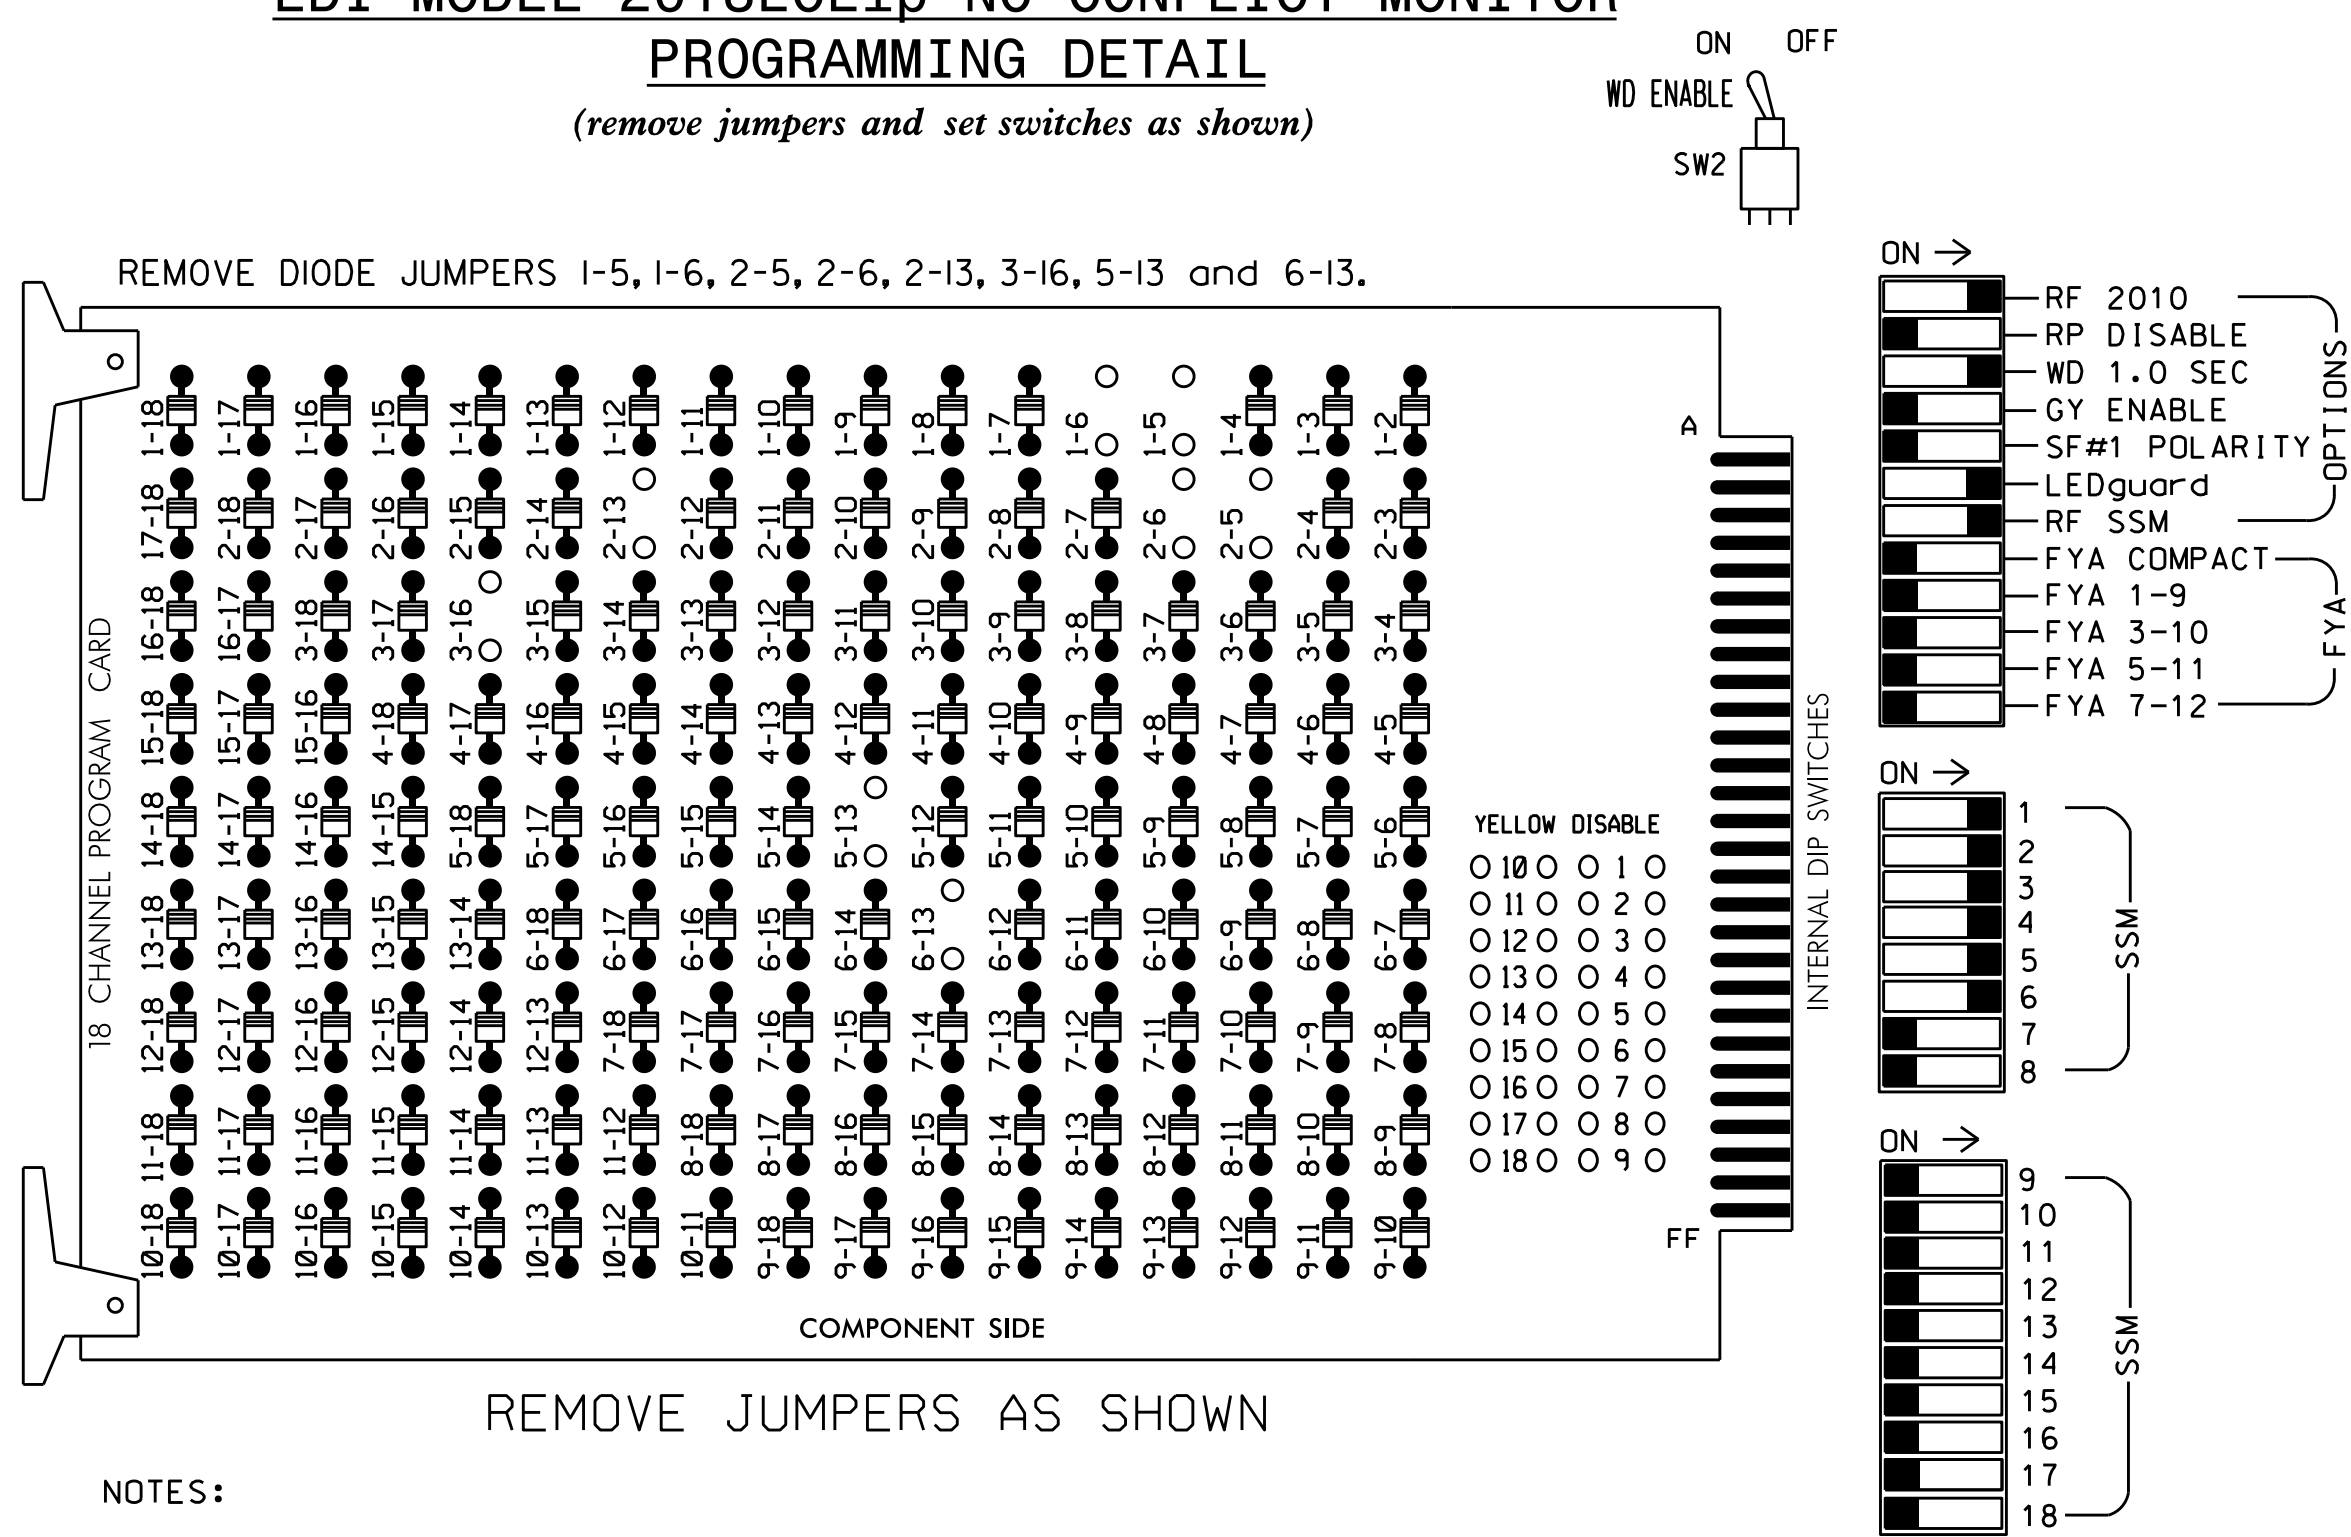 PROGRAMMING DETAIL
(remove jumpers and set switches as shown)
ON OFF
WD ENABLE
SW2
REMOVE DIODE JUMPERS 1-5, 1-6, 2-5, 2-6, 2-13, 3-16, 5-13 and 6-13.
18 CHANNEL PROGRAM CARD
1-18 1-17 1-16 1-15 1-14 1-13 1-12 1-11 1-10 1-9 1-8 1-7 1-6 1-5 1-4 1-3 1-2
17-18 2-18 2-17 2-16 2-15 2-14 2-13 2-12 2-11 2-10 2-9 2-8 2-7 2-6 2-5 2-4 2-3
16-18 16-17 3-18 3-17 3-16 3-15 3-14 3-13 3-12 3-11 3-10 3-9 3-8 3-7 3-6 3-5 3-4
15-18 15-17 15-16 4-18 4-17 4-16 4-15 4-14 4-13 4-12 4-11 4-10 4-9 4-8 4-7 4-6 4-5
14-18 14-17 14-16 14-15 5-18 5-17 5-16 5-15 5-14 5-13 5-12 5-11 5-10 5-9 5-8 5-7 5-6
13-18 13-17 13-16 13-15 13-14 6-18 6-17 6-16 6-15 6-14 6-13 6-12 6-11 6-10 6-9 6-8 6-7
12-18 12-17 12-16 12-15 12-14 12-13 7-18 7-17 7-16 7-15 7-14 7-13 7-12 7-11 7-10 7-9 7-8
11-18 11-17 11-16 11-15 11-14 11-13 11-12 8-18 8-17 8-16 8-15 8-14 8-13 8-12 8-11 8-10 8-9
10-18 10-17 10-16 10-15 10-14 10-13 10-12 10-11 9-18 9-17 9-16 9-15 9-14 9-13 9-12 9-11 9-10
A
YELLOW DISABLE
10 1
11 2
12 3
13 4
14 5
15 6
16 7
17 8
18 9
FF
COMPONENT SIDE
REMOVE JUMPERS AS SHOWN
NOTES:
INTERNAL DIP SWITCHES
ON
RF 2010
RP DISABLE
WD 1.0 SEC
GY ENABLE
SF#1 POLARITY
LEDguard
RF SSM
OPTIONS
FYA COMPACT
FYA 1-9
FYA 3-10
FYA 5-11
FYA 7-12
FYA
ON
1
2
3
4
5
6
7
8
SSM
ON
9
10
11
12
13
14
15
16
17
18
SSM